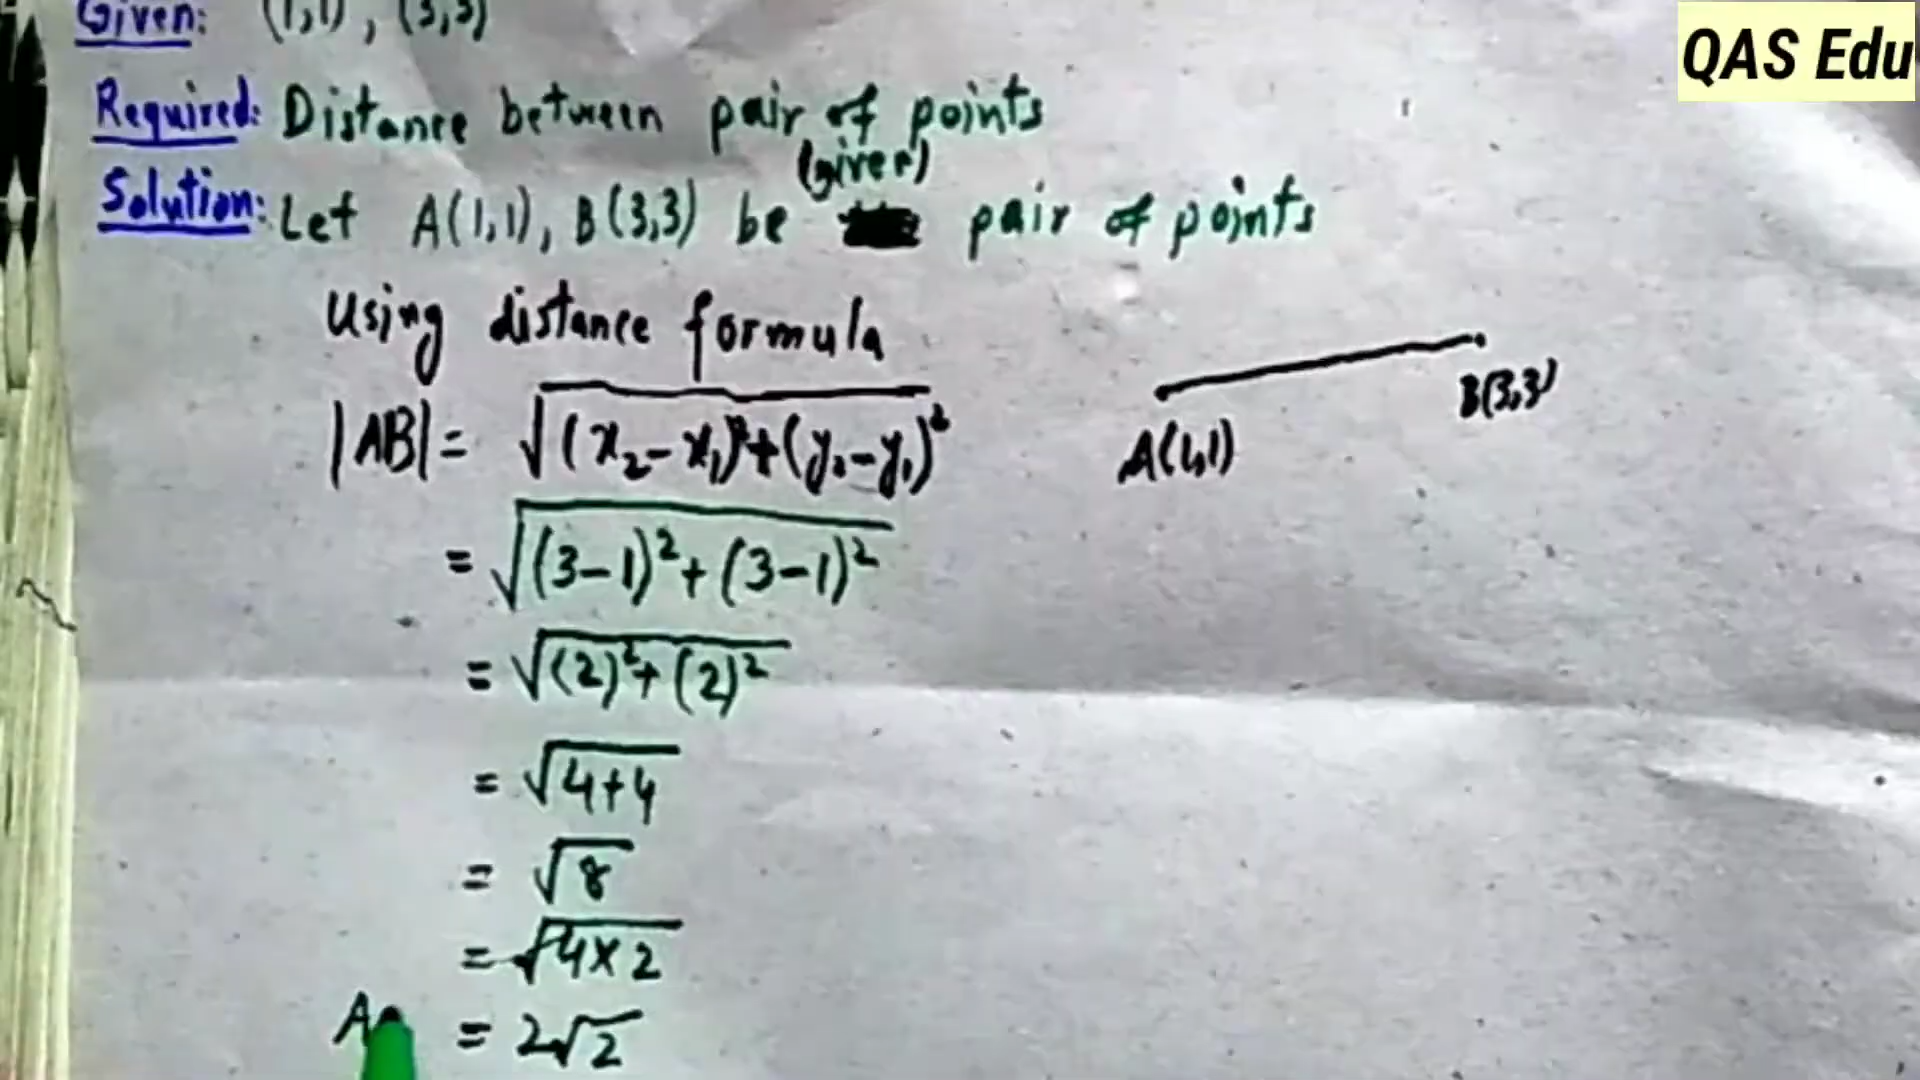 Given: (1,1), (3,3)
QAS Edu
Required: Distance between pair of points
(given)
Solution: Let A(1,1), B(3,3) be pair of points
Using distance formula
|AB| = √(x₂-x₁)²+(y₂-y₁)²
B(3,3)
A(1,1)
= √(3-1)²+(3-1)²
= √(2)²+(2)²
= √4+4
= √8
= √4×2
= 2√2